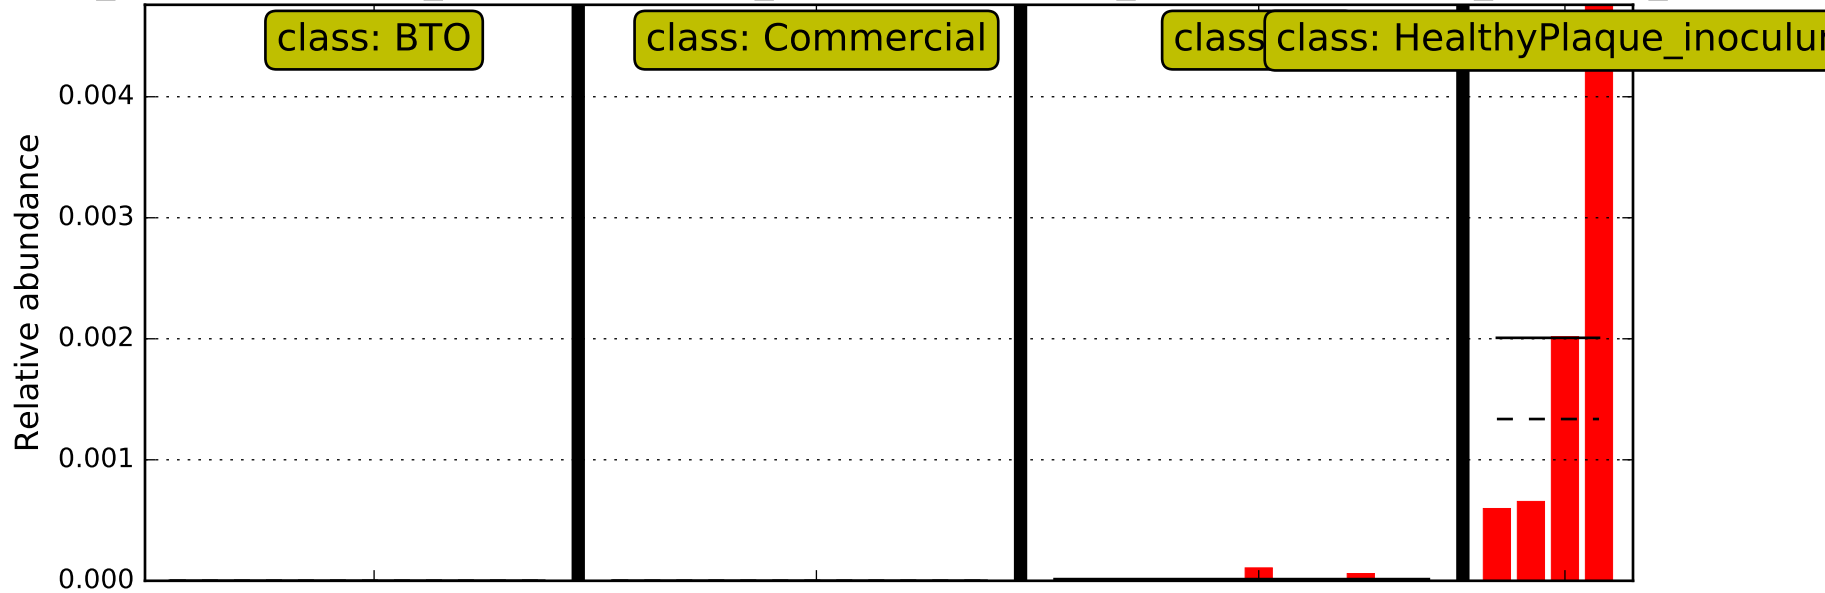 class: BTO
class: Commercial
class
class: HealthyPlaque_inoculu
0.004
0.003
0.002
0.001
0.000
Relative abundance